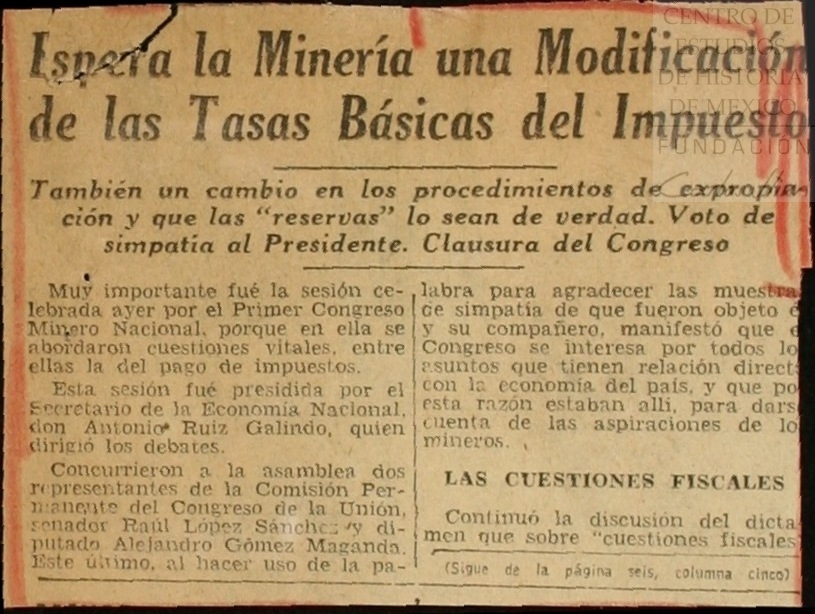 CENTRO DE
ESTUDIOS
DE HISTORIA
DE MEXICO
FUNDACIÓN
Espera la Minería una Modificación
de las Tasas Básicas del Impuesto
También un cambio en los procedimientos de expropia-
ción y que las "reservas" lo sean de verdad. Voto de
simpatía al Presidente. Clausura del Congreso
Muy importante fué la sesión ce-
lebrada ayer por el Primer Congreso
Minero Nacional, porque en ella se
abordaron cuestiones vitales, entre
ellas la del pago de impuestos.
Esta sesión fué presidida por el
Secretario de la Economía Nacional,
don Antonio Ruiz Galindo, quien
dirigió los debates.
Concurrieron a la asamblea dos
representantes de la Comisión Per-
manente del Congreso de la Unión,
senador Raúl López Sánchez y di-
putado Alejandro Gómez Maganda.
Este último, al hacer uso de la pa-
labra para agradecer las muestra
de simpatía de que fueron objeto é
y su compañero, manifestó que e
Congreso se interesa por todos lo
asuntos que tienen relación direct
con la economía del país, y que po
esta razón estaban alli, para dars
cuenta de las aspiraciones de lo
mineros.
LAS CUESTIONES FISCALES
Continuó la discusión del dicta
men que sobre "cuestiones fiscales
(Sigue de la página seis, columna cinco)